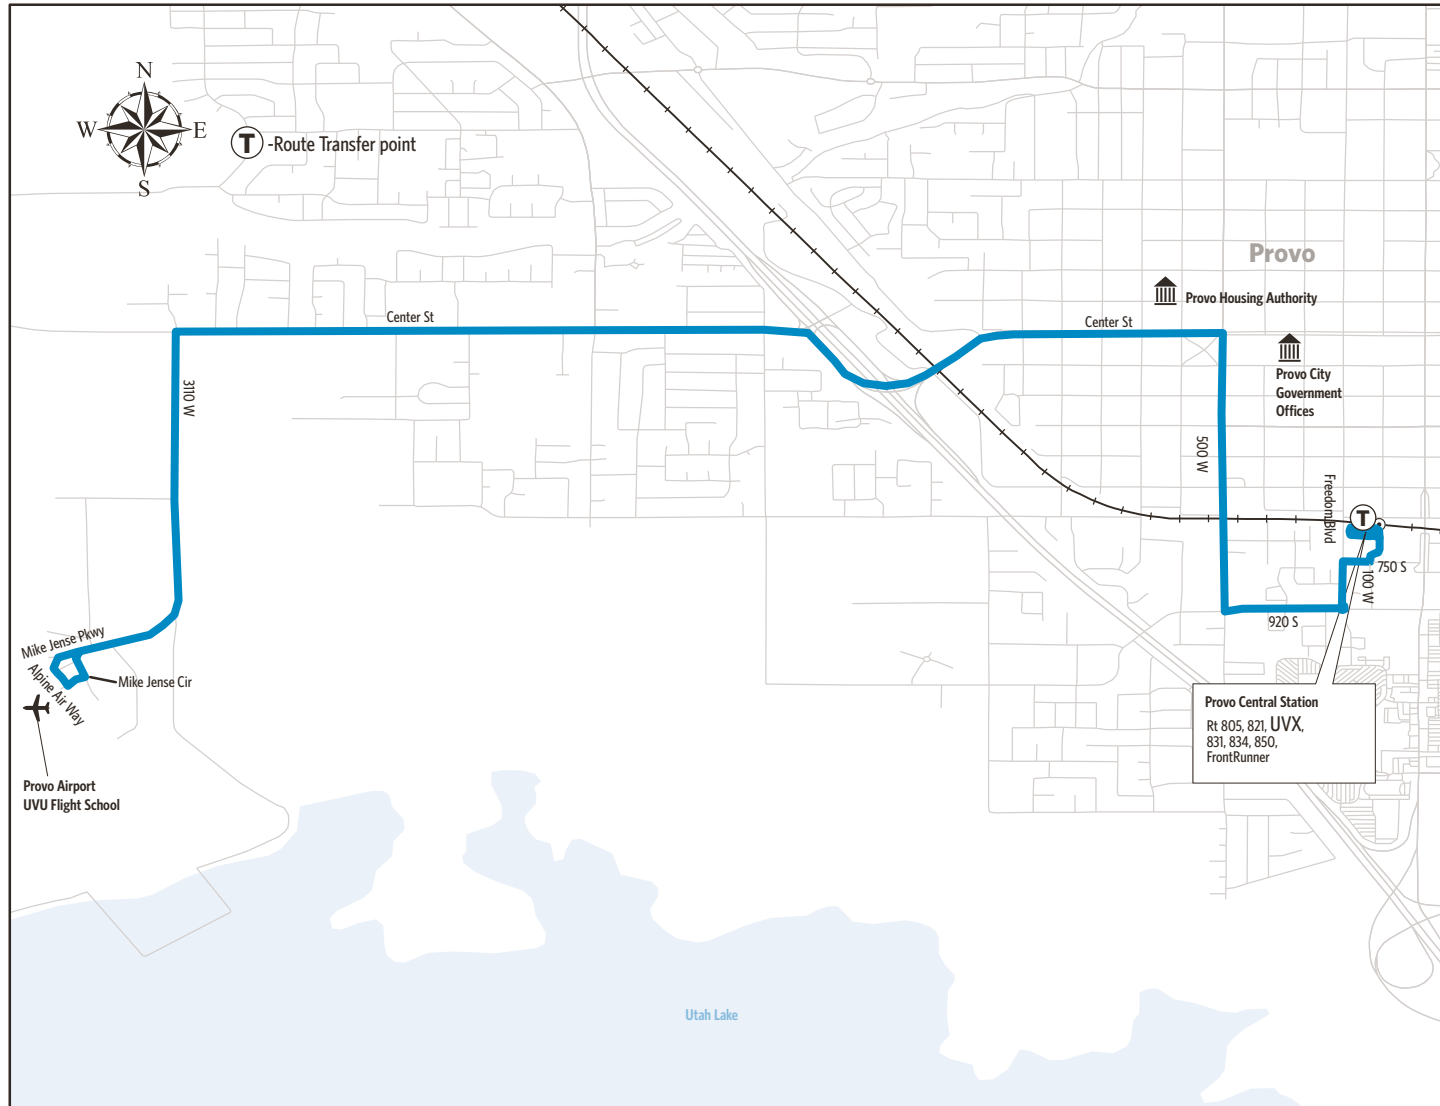 N
W
E
S
T
-Route Transfer point
Provo
Provo Housing Authority
Center St
Center St
Provo City
Government
Offices
3110 W
500 W
Freedom Blvd
T
750 S
100 W
920 S
Mike Jense Pkwy
Alpine Air Way
Mike Jense Cir
Provo Central Station
Rt 805, 821, UVX,
831, 834, 850,
FrontRunner
Provo Airport
UVU Flight School
Utah Lake